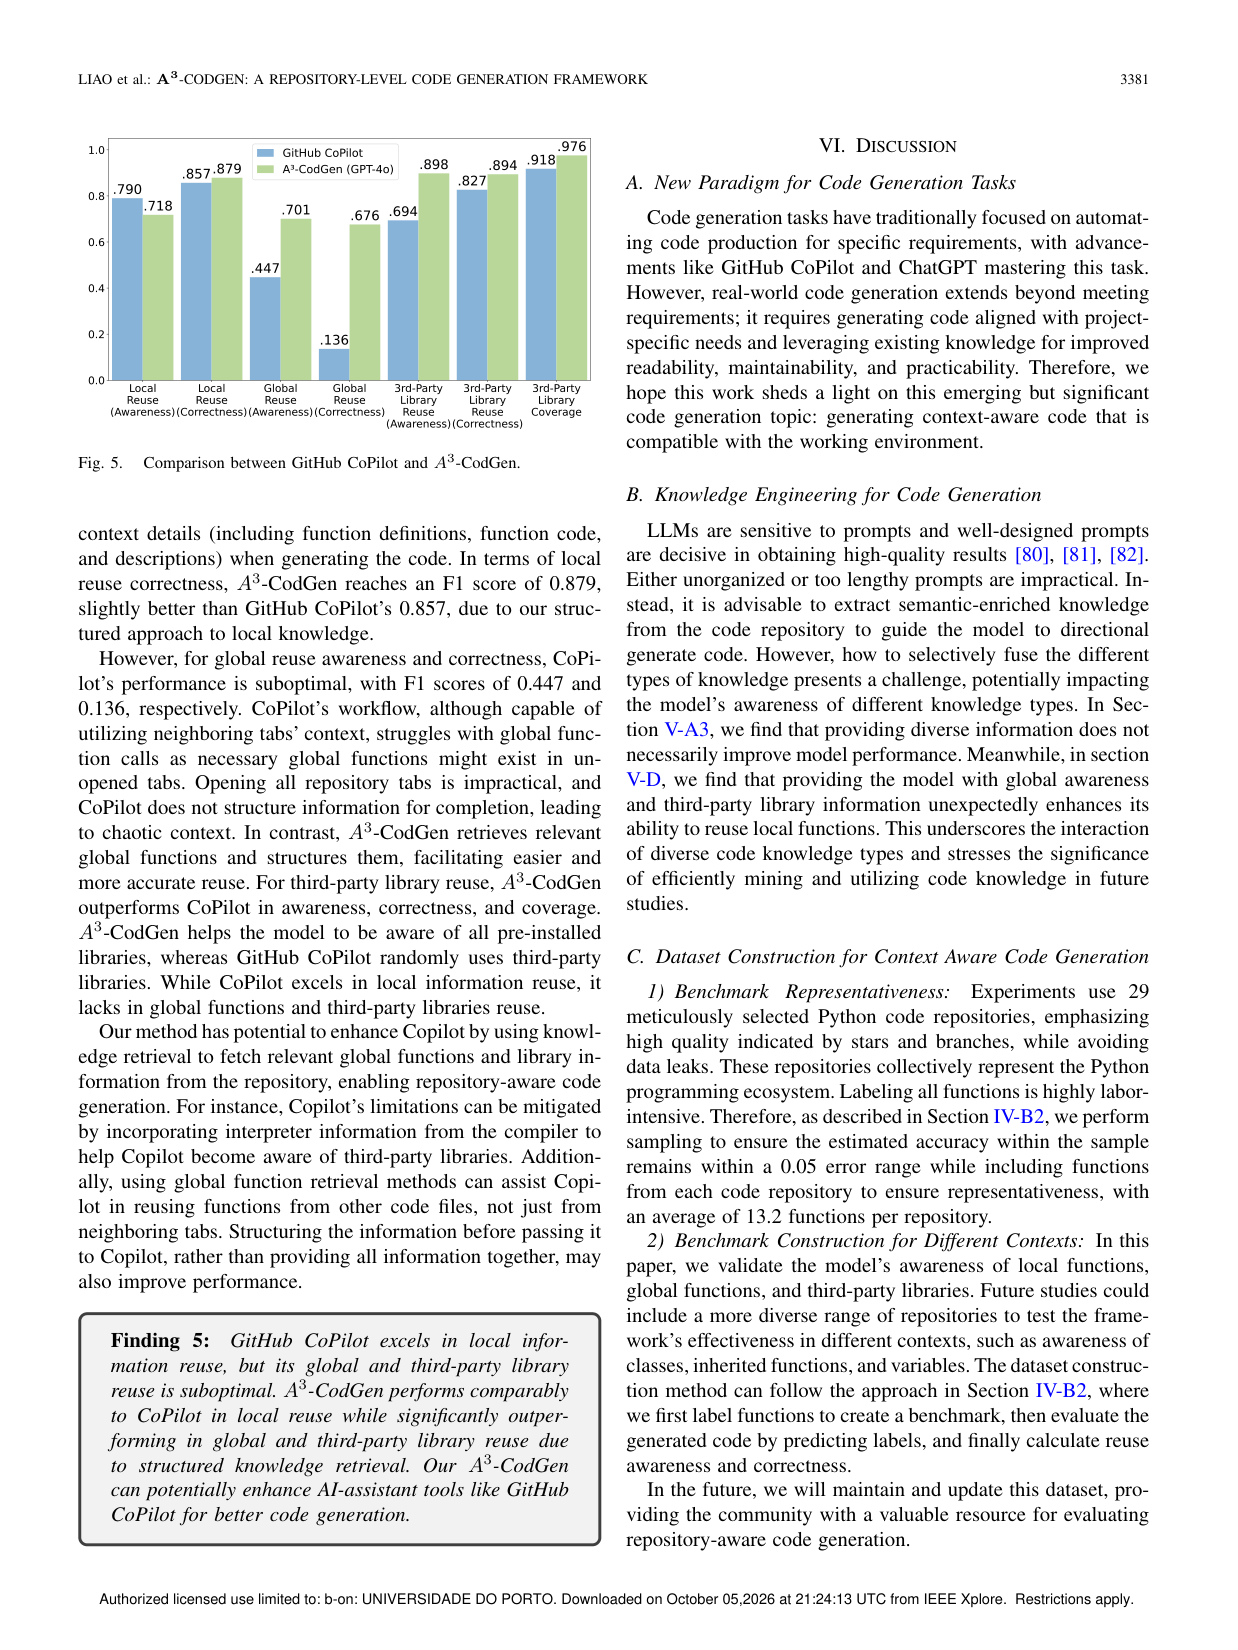 LIAO et al.: A³-CODGEN: A REPOSITORY-LEVEL CODE GENERATION FRAMEWORK 3381
1.0
0.8
0.6
0.4
0.2
0.0
GitHub CoPilot
A³-CodGen (GPT-4o)
.790 .718 .857 .879 .447 .701 .136 .676 .694 .898 .827 .894 .918 .976
Local Reuse (Awareness)
Local Reuse (Correctness)
Global Reuse (Awareness)
Global Reuse (Correctness)
3rd-Party Library Reuse (Awareness)
3rd-Party Library Reuse (Correctness)
3rd-Party Library Coverage
Fig. 5. Comparison between GitHub CoPilot and A³-CodGen.
context details (including function definitions, function code,
and descriptions) when generating the code. In terms of local
reuse correctness, A³-CodGen reaches an F1 score of 0.879,
slightly better than GitHub CoPilot's 0.857, due to our struc-
tured approach to local knowledge.
However, for global reuse awareness and correctness, CoPi-
lot's performance is suboptimal, with F1 scores of 0.447 and
0.136, respectively. CoPilot's workflow, although capable of
utilizing neighboring tabs' context, struggles with global func-
tion calls as necessary global functions might exist in un-
opened tabs. Opening all repository tabs is impractical, and
CoPilot does not structure information for completion, leading
to chaotic context. In contrast, A³-CodGen retrieves relevant
global functions and structures them, facilitating easier and
more accurate reuse. For third-party library reuse, A³-CodGen
outperforms CoPilot in awareness, correctness, and coverage.
A³-CodGen helps the model to be aware of all pre-installed
libraries, whereas GitHub CoPilot randomly uses third-party
libraries. While CoPilot excels in local information reuse, it
lacks in global functions and third-party libraries reuse.
Our method has potential to enhance Copilot by using knowl-
edge retrieval to fetch relevant global functions and library in-
formation from the repository, enabling repository-aware code
generation. For instance, Copilot's limitations can be mitigated
by incorporating interpreter information from the compiler to
help Copilot become aware of third-party libraries. Addition-
ally, using global function retrieval methods can assist Copi-
lot in reusing functions from other code files, not just from
neighboring tabs. Structuring the information before passing it
to Copilot, rather than providing all information together, may
also improve performance.
Finding 5: GitHub CoPilot excels in local infor-
mation reuse, but its global and third-party library
reuse is suboptimal. A³-CodGen performs comparably
to CoPilot in local reuse while significantly outper-
forming in global and third-party library reuse due
to structured knowledge retrieval. Our A³-CodGen
can potentially enhance AI-assistant tools like GitHub
CoPilot for better code generation.
VI. DISCUSSION
A. New Paradigm for Code Generation Tasks
Code generation tasks have traditionally focused on automat-
ing code production for specific requirements, with advance-
ments like GitHub CoPilot and ChatGPT mastering this task.
However, real-world code generation extends beyond meeting
requirements; it requires generating code aligned with project-
specific needs and leveraging existing knowledge for improved
readability, maintainability, and practicability. Therefore, we
hope this work sheds a light on this emerging but significant
code generation topic: generating context-aware code that is
compatible with the working environment.
B. Knowledge Engineering for Code Generation
LLMs are sensitive to prompts and well-designed prompts
are decisive in obtaining high-quality results [80], [81], [82].
Either unorganized or too lengthy prompts are impractical. In-
stead, it is advisable to extract semantic-enriched knowledge
from the code repository to guide the model to directional
generate code. However, how to selectively fuse the different
types of knowledge presents a challenge, potentially impacting
the model's awareness of different knowledge types. In Sec-
tion V-A3, we find that providing diverse information does not
necessarily improve model performance. Meanwhile, in section
V-D, we find that providing the model with global awareness
and third-party library information unexpectedly enhances its
ability to reuse local functions. This underscores the interaction
of diverse code knowledge types and stresses the significance
of efficiently mining and utilizing code knowledge in future
studies.
C. Dataset Construction for Context Aware Code Generation
1) Benchmark Representativeness: Experiments use 29
meticulously selected Python code repositories, emphasizing
high quality indicated by stars and branches, while avoiding
data leaks. These repositories collectively represent the Python
programming ecosystem. Labeling all functions is highly labor-
intensive. Therefore, as described in Section IV-B2, we perform
sampling to ensure the estimated accuracy within the sample
remains within a 0.05 error range while including functions
from each code repository to ensure representativeness, with
an average of 13.2 functions per repository.
2) Benchmark Construction for Different Contexts: In this
paper, we validate the model's awareness of local functions,
global functions, and third-party libraries. Future studies could
include a more diverse range of repositories to test the frame-
work's effectiveness in different contexts, such as awareness of
classes, inherited functions, and variables. The dataset construc-
tion method can follow the approach in Section IV-B2, where
we first label functions to create a benchmark, then evaluate the
generated code by predicting labels, and finally calculate reuse
awareness and correctness.
In the future, we will maintain and update this dataset, pro-
viding the community with a valuable resource for evaluating
repository-aware code generation.
Authorized licensed use limited to: b-on: UNIVERSIDADE DO PORTO. Downloaded on October 05,2026 at 21:24:13 UTC from IEEE Xplore. Restrictions apply.